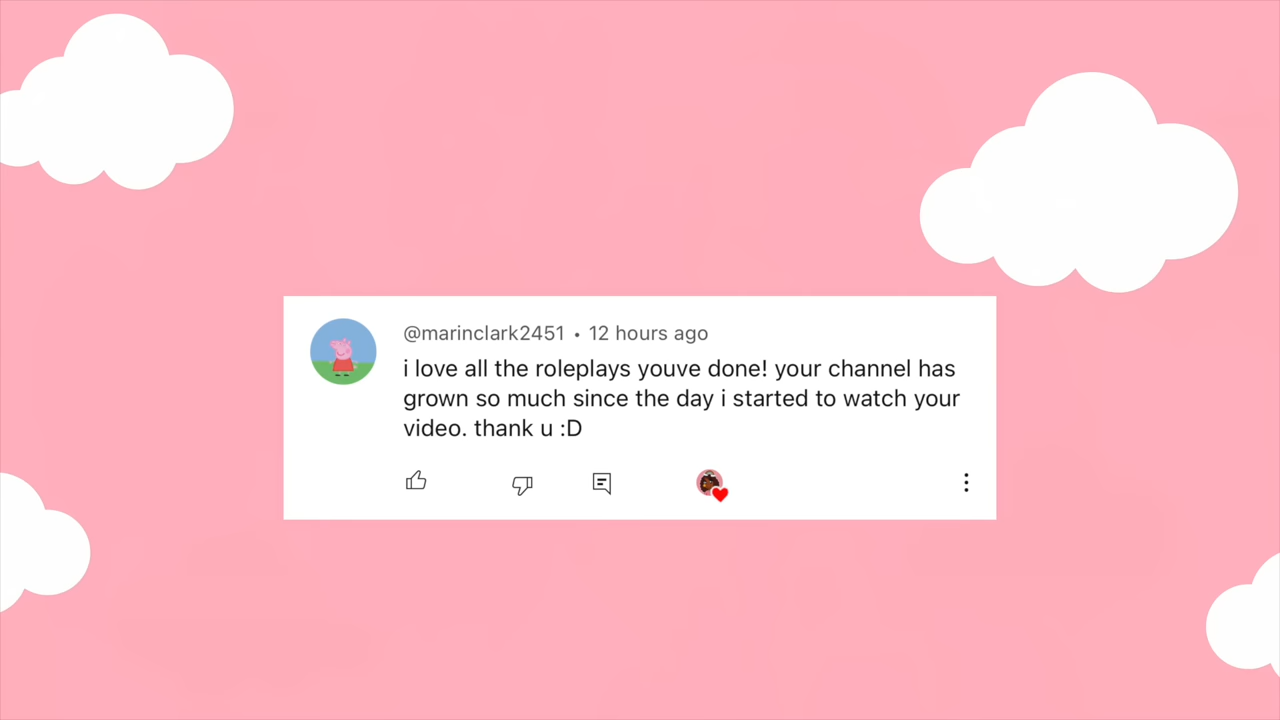 @marinclark2451 • 12 hours ago
i love all the roleplays youve done! your channel has
grown so much since the day i started to watch your
video. thank u :D